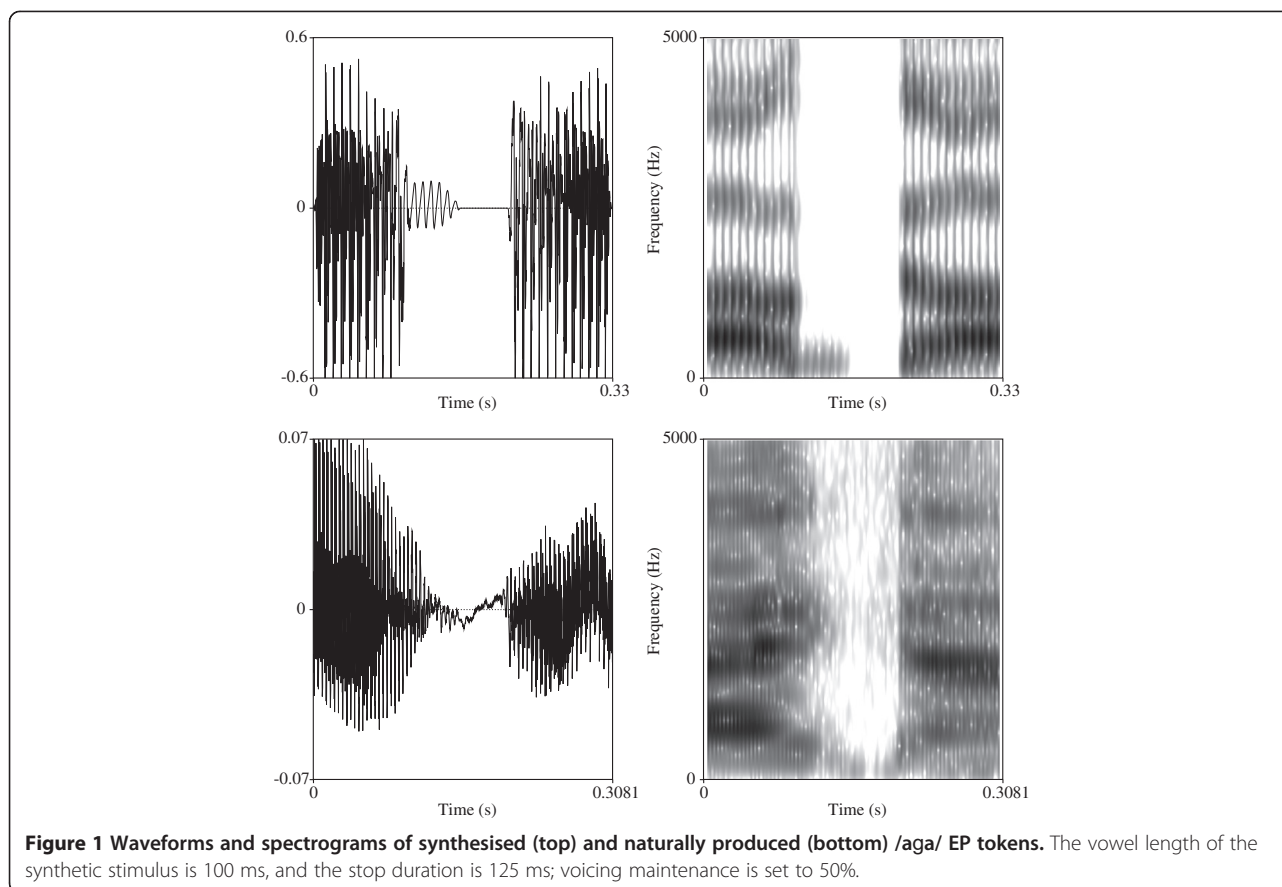 0.6
0
-0.6
0
0.33
Time (s)
5000
Frequency (Hz)
0
0
0.33
Time (s)
0.07
0
-0.07
0
0.3081
Time (s)
5000
Frequency (Hz)
0
0
0.3081
Time (s)
Figure 1 Waveforms and spectrograms of synthesised (top) and naturally produced (bottom) /aga/ EP tokens. The vowel length of the
synthetic stimulus is 100 ms, and the stop duration is 125 ms; voicing maintenance is set to 50%.